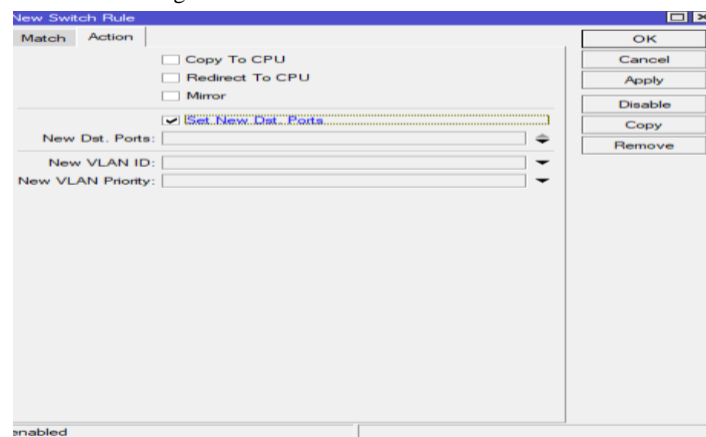 New Switch Rule
Match Action
OK
Copy To CPU
Cancel
Redirect To CPU
Apply
Mirror
Disable
Set New Dst. Ports
Copy
New Dst. Ports:
Remove
New VLAN ID:
New VLAN Priority:
enabled